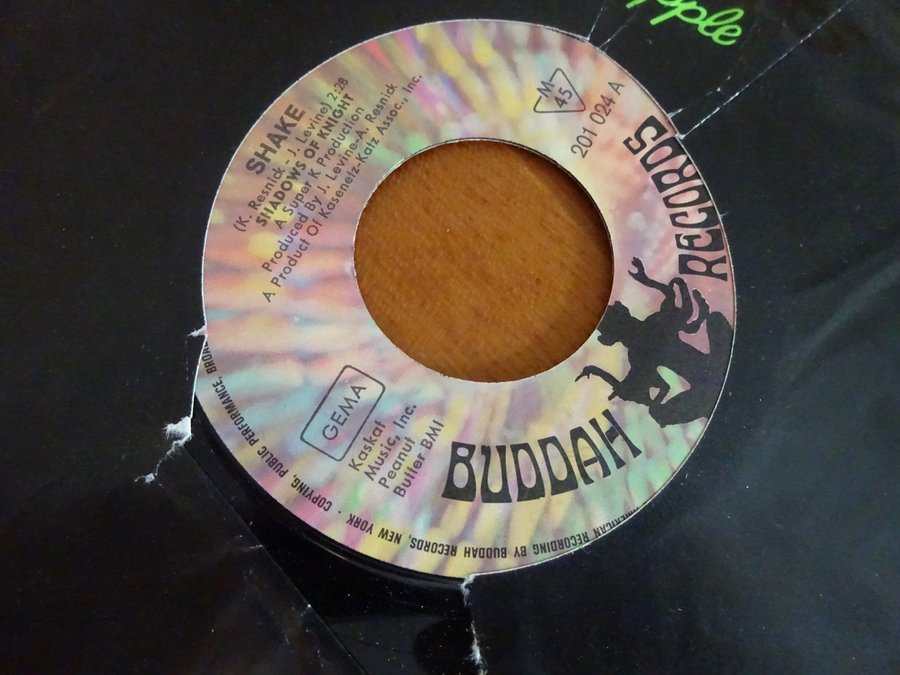 pple
M
45
201 024 A
SHAKE
(K. Resnick - J. Levine) 2:28
SHADOWS OF KNIGHT
A Super K Production
Produced By J. Levine-A. Resnick
A Product Of Kasenetz-Katz Assoc., Inc.
GEMA
Kaskat
Music, Inc.
Peanut
Butter BMI
BUDDAH RECORDS
AMERICAN RECORDING BY BUDDAH RECORDS, NEW YORK · COPYING, PUBLIC PERFORMANCE, BROA